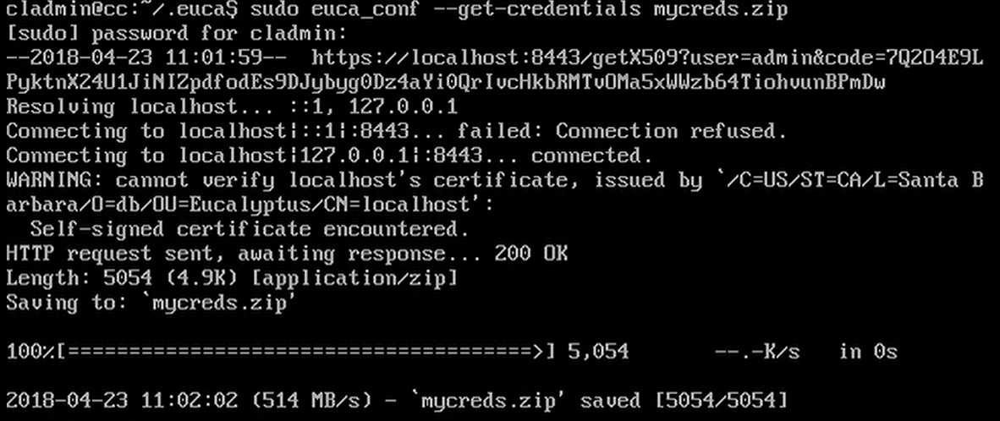 cladmin@cc:~/.euca$ sudo euca_conf --get-credentials mycreds.zip
[sudo] password for cladmin:
--2018-04-23 11:01:59--  https://localhost:8443/getX509?user=admin&code=7Q2O4E9L
PyktnX24U1JiNIZpdfodEs9DJybyg0Dz4aYi0QrIvcHkbRMTvOMa5xWWzb64TiohvunBPmDw
Resolving localhost... ::1, 127.0.0.1
Connecting to localhost|::1|:8443... failed: Connection refused.
Connecting to localhost|127.0.0.1|:8443... connected.
WARNING: cannot verify localhost's certificate, issued by `/C=US/ST=CA/L=Santa B
arbara/O=db/OU=Eucalyptus/CN=localhost':
  Self-signed certificate encountered.
HTTP request sent, awaiting response... 200 OK
Length: 5054 (4.9K) [application/zip]
Saving to: `mycreds.zip'
100%[======================================>] 5,054       --.-K/s   in 0s
2018-04-23 11:02:02 (514 MB/s) - `mycreds.zip' saved [5054/5054]